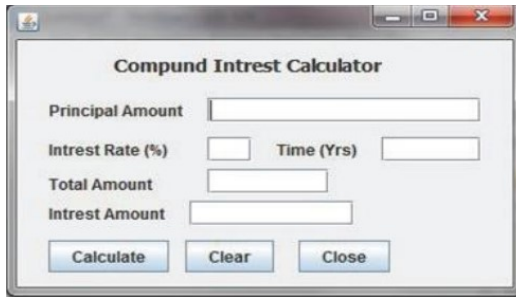 Compund Intrest Calculator
Principal Amount
Intrest Rate (%) Time (Yrs)
Total Amount
Intrest Amount
Calculate Clear Close